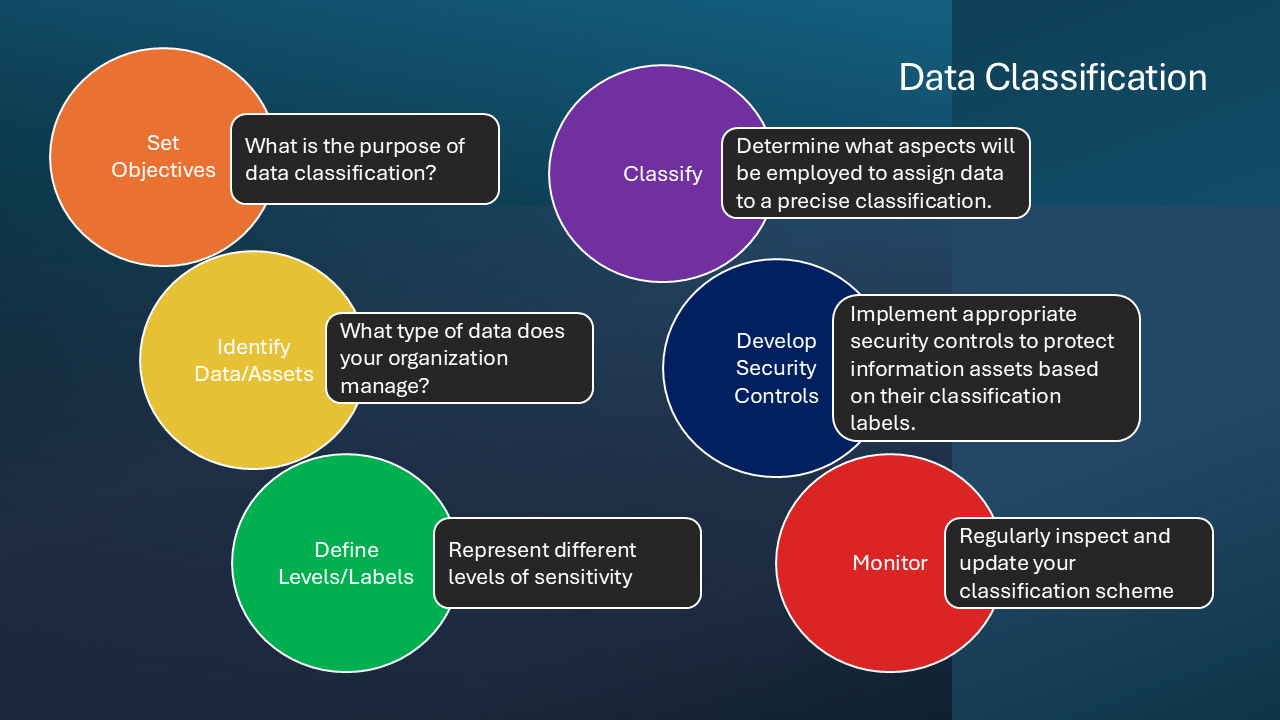 Data Classification
Set
Objectives
What is the purpose of
data classification?
Identify
Data/Assets
What type of data does
your organization
manage?
Define
Levels/Labels
Represent different
levels of sensitivity
Classify
Determine what aspects will
be employed to assign data
to a precise classification.
Develop
Security
Controls
Implement appropriate
security controls to protect
information assets based
on their classification
labels.
Monitor
Regularly inspect and
update your
classification scheme